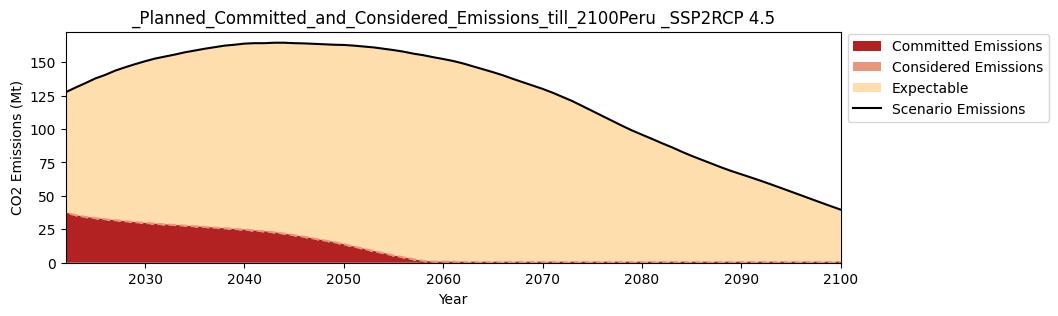 _Planned_Committed_and_Considered_Emissions_till_2100Peru _SSP2RCP 4.5
CO2 Emissions (Mt)
150
125
100
75
50
25
0
2030 2040 2050 2060 2070 2080 2090 2100
Year
Committed Emissions
Considered Emissions
Expectable
Scenario Emissions